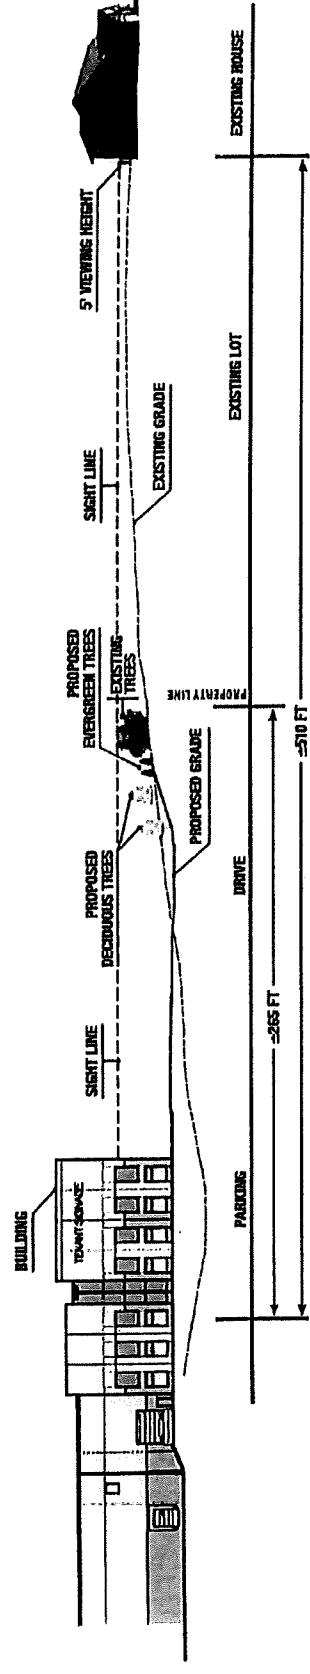 BUILDING
TENANT SIGNAGE
SIGHT LINE
PROPOSED
DECIDUOUS TREES
PROPOSED
EVERGREEN TREES
EXISTING
TREES
SIGHT LINE
5' VIEWING HEIGHT
PROPOSED GRADE
EXISTING GRADE
PROPERTY LINE
PARKING
DRIVE
EXISTING LOT
EXISTING HOUSE
±265 FT
±510 FT